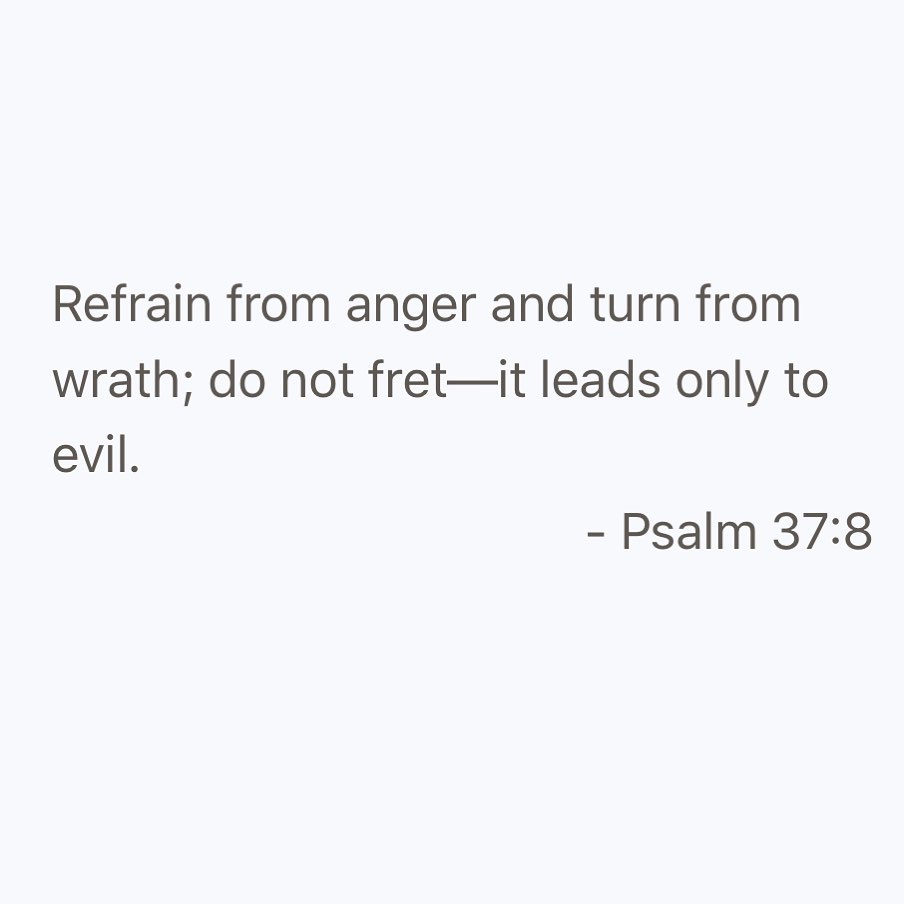 Refrain from anger and turn from
wrath; do not fret—it leads only to
evil.
- Psalm 37:8